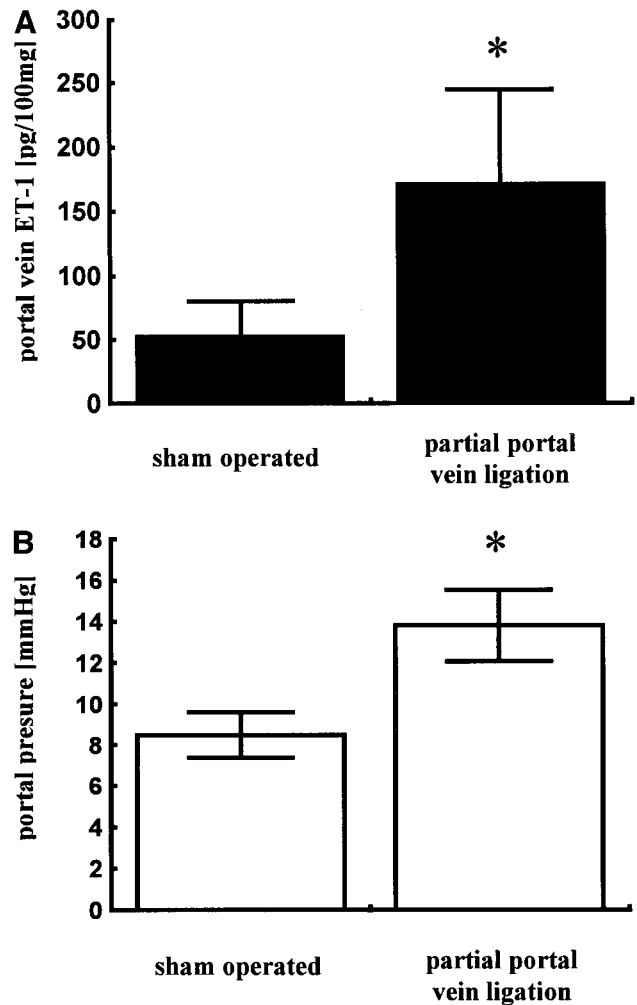 A
portal vein ET-1 [pg/100mg]
300
250
200
150
100
50
0
*
sham operated
partial portal
vein ligation
B
portal presure [mmHg]
18
16
14
12
10
8
6
4
2
0
*
sham operated
partial portal
vein ligation